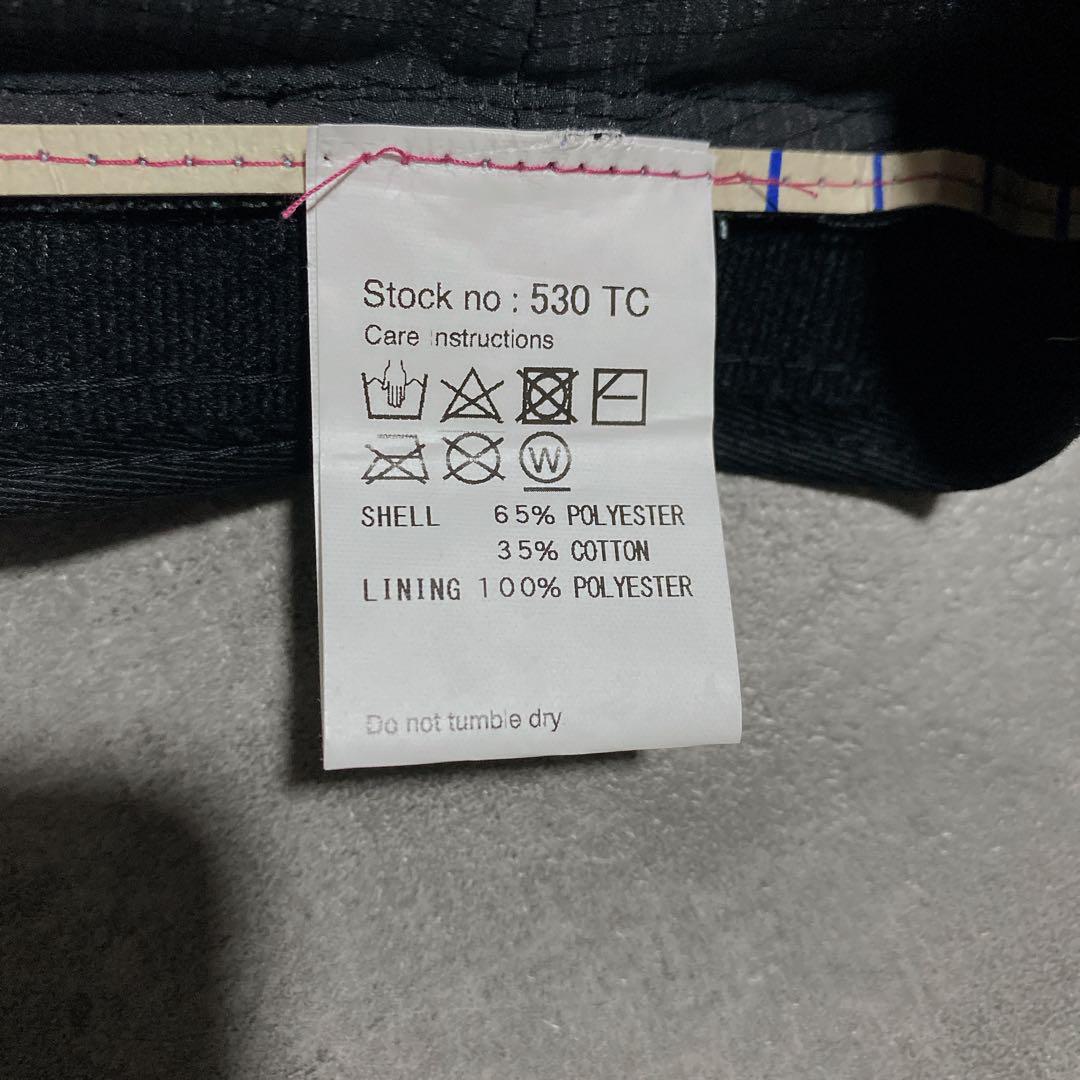 Stock no : 530 TC
Care Instructions
W
SHELL 65% POLYESTER
35% COTTON
LINING 100% POLYESTER
Do not tumble dry